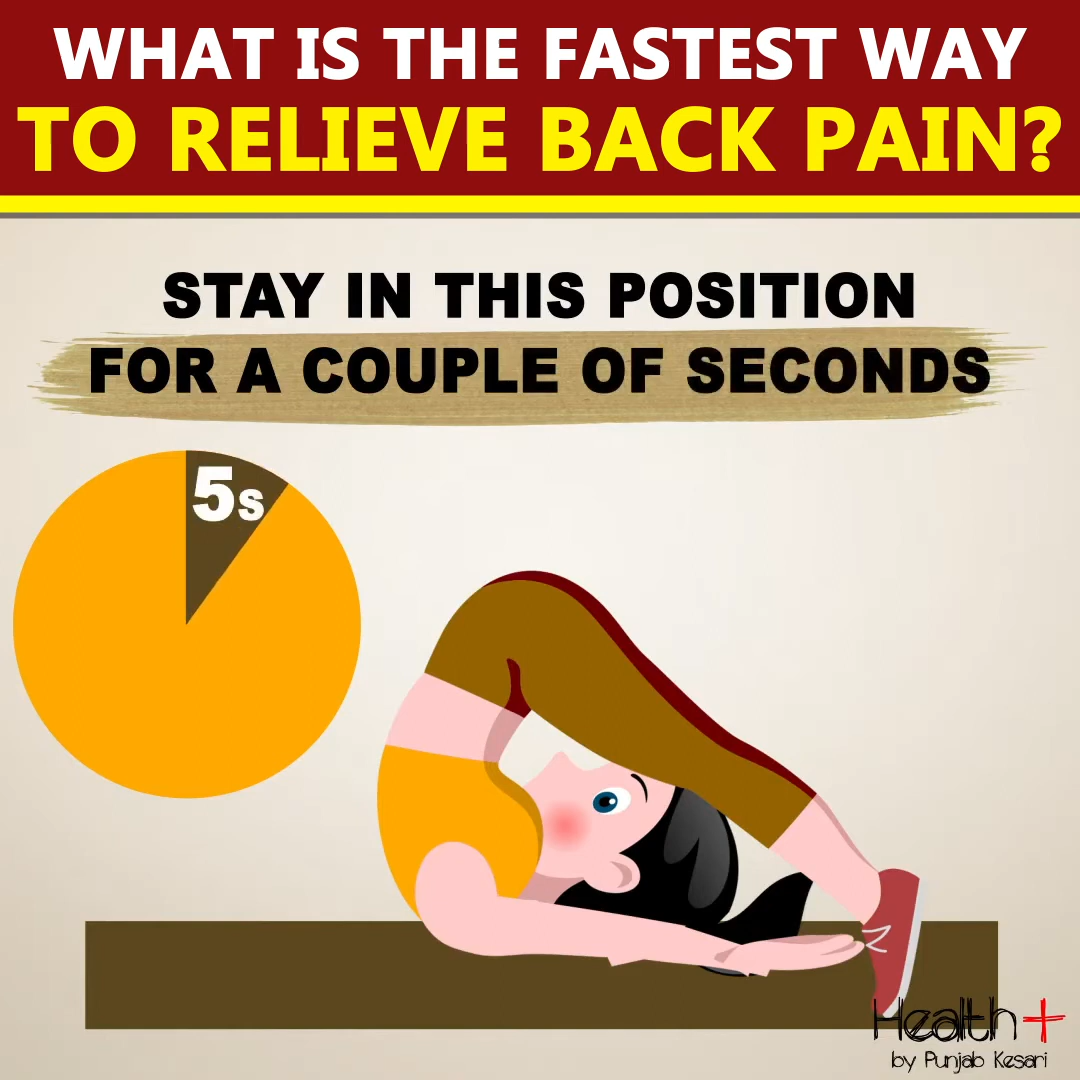 WHAT IS THE FASTEST WAY
TO RELIEVE BACK PAIN?
STAY IN THIS POSITION
FOR A COUPLE OF SECONDS
5s
Health+
by Punjab Kesari